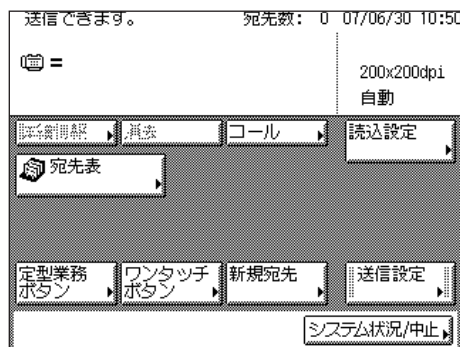 送信できます。 宛先数: 0 07/06/30 10:50
=
200x200dpi
自動
詳細情報 消去 コール 読込設定
宛先表
定型業務 ワンタッチ 新規宛先 送信設定
ボタン ボタン
システム状況/中止